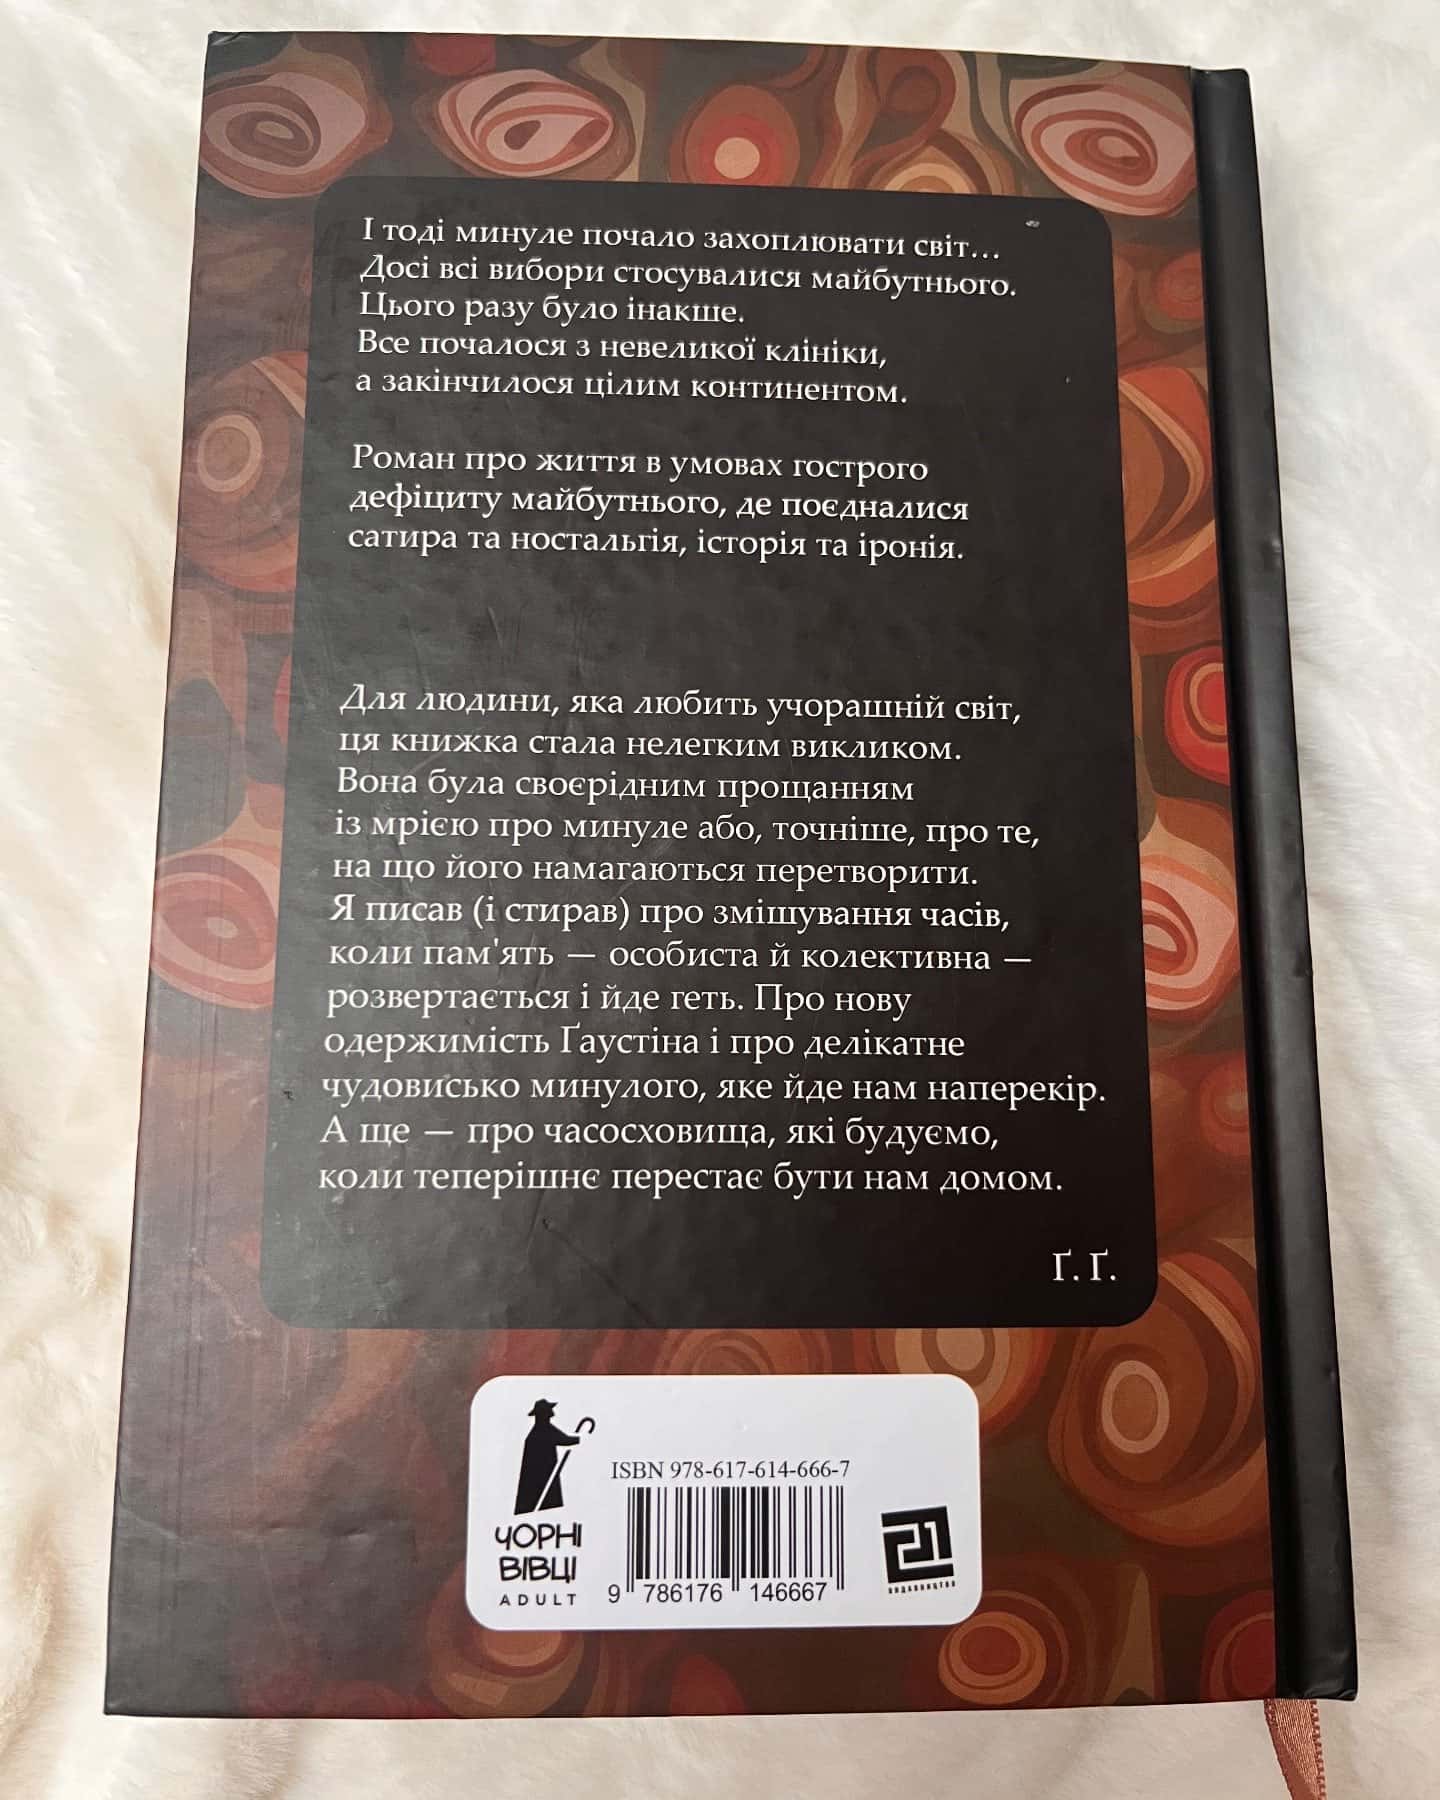 І тоді минуле почало захоплювати світ...
Досі всі вибори стосувалися майбутнього.
Цього разу було інакше.
Все почалося з невеликої клініки,
а закінчилося цілим континентом.
Роман про життя в умовах гострого
дефіциту майбутнього, де поєдналися
сатира та ностальгія, історія та іронія.
Для людини, яка любить учорашній світ,
ця книжка стала нелегким викликом.
Вона була своєрідним прощанням
із мрією про минуле або, точніше, про те,
на що його намагаються перетворити.
Я писав (і стирав) про змішування часів,
коли пам'ять — особиста й колективна —
розвертається і йде геть. Про нову
одержимість Ґаустіна і про делікатне
чудовисько минулого, яке йде нам наперекір.
А ще — про часосховища, які будуємо,
коли теперішнє перестає бути нам домом.
Ґ. Ґ.
ЧОРНІ
ВІВЦІ
ADULT
ISBN 978-617-614-666-7
9 786176 146667
21
видавництво